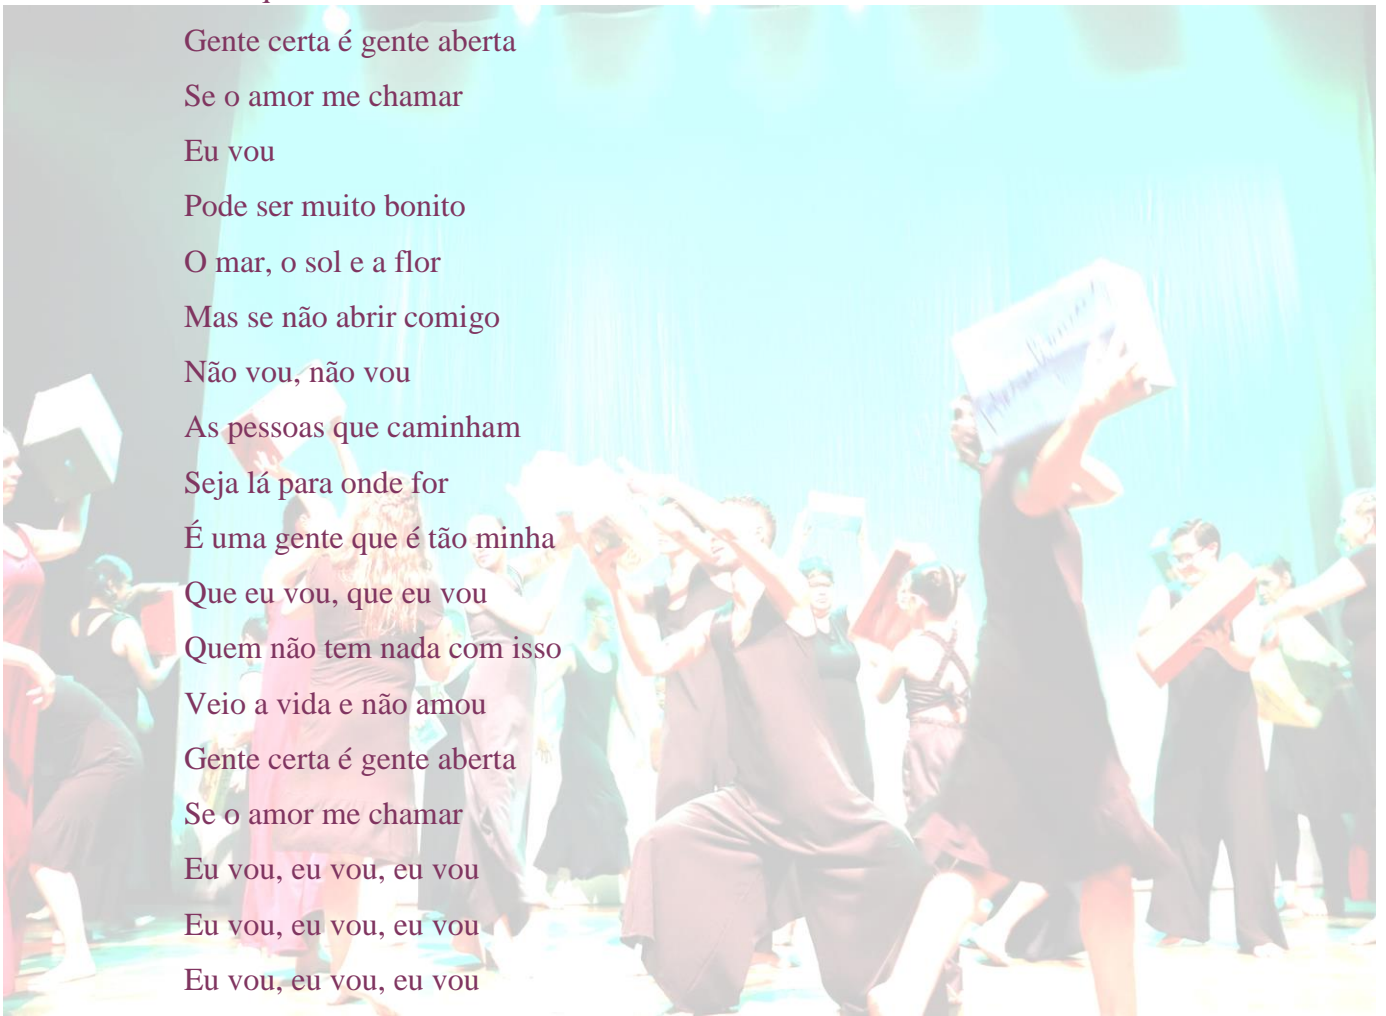 Gente certa é gente aberta
Se o amor me chamar
Eu vou
Pode ser muito bonito
O mar, o sol e a flor
Mas se não abrir comigo
Não vou, não vou
As pessoas que caminham
Seja lá para onde for
É uma gente que é tão minha
Que eu vou, que eu vou
Quem não tem nada com isso
Veio a vida e não amou
Gente certa é gente aberta
Se o amor me chamar
Eu vou, eu vou, eu vou
Eu vou, eu vou, eu vou
Eu vou, eu vou, eu vou